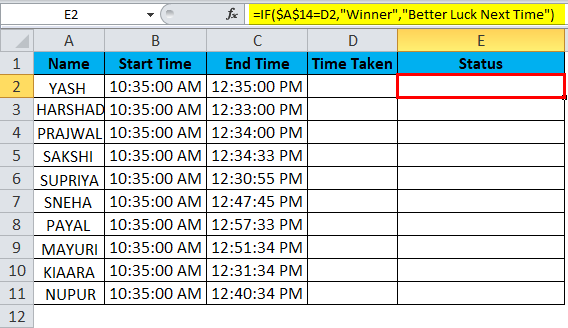 E2 fx =IF($A$14=D2,"Winner","Better Luck Next Time")
A B C D E
1 Name Start Time End Time Time Taken Status
2 YASH 10:35:00 AM 12:35:00 PM
3 HARSHAD 10:35:00 AM 12:33:00 PM
4 PRAJWAL 10:35:00 AM 12:34:00 PM
5 SAKSHI 10:35:00 AM 12:34:33 PM
6 SUPRIYA 10:35:00 AM 12:30:55 PM
7 SNEHA 10:35:00 AM 12:47:45 PM
8 PAYAL 10:35:00 AM 12:57:33 PM
9 MAYURI 10:35:00 AM 12:51:34 PM
10 KIAARA 10:35:00 AM 12:31:34 PM
11 NUPUR 10:35:00 AM 12:40:34 PM
12